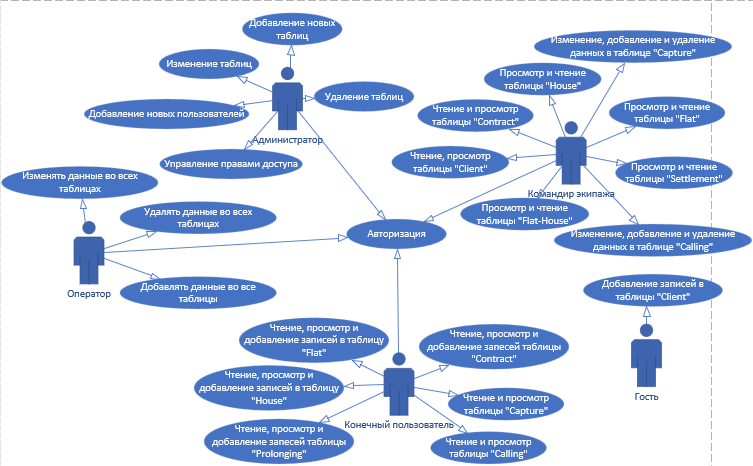 Добавление новых
таблиц
Изменение таблиц
Удаление таблиц
Добавление новых пользователей
Администратор
Управление правами доступа
Изменение, добавление и удаление
данных в таблице "Capture"
Просмотр и чтение
таблицы "House"
Чтение и просмотр
таблицы "Contract"
Просмотр и чтение
таблицы "Flat"
Чтение, просмотр
таблицы "Client"
Просмотр и чтение
таблицы "Settlement"
Командир экипажа
Просмотр и чтение
таблицы "Flat-House"
Изменение, добавление и удаление
данных в таблице "Calling"
Изменять данные во всех
таблицах
Удалять данные во всех
таблицах
Авторизация
Оператор
Добавлять данные во все
таблицы
Добавление записей в
таблицы "Client"
Гость
Чтение, просмотр и
добавление записей в таблицу
"Flat"
Чтение, просмотр и
добавление запесей таблицы
"Contract"
Чтение, просмотр и
добавление записей в таблицу
"House"
Чтение и просмотр
таблицы "Capture"
Конечный пользователь
Чтение, просмотр и
добавление запесей таблицы
"Prolonging"
Чтение и просмотр
таблицы "Calling"